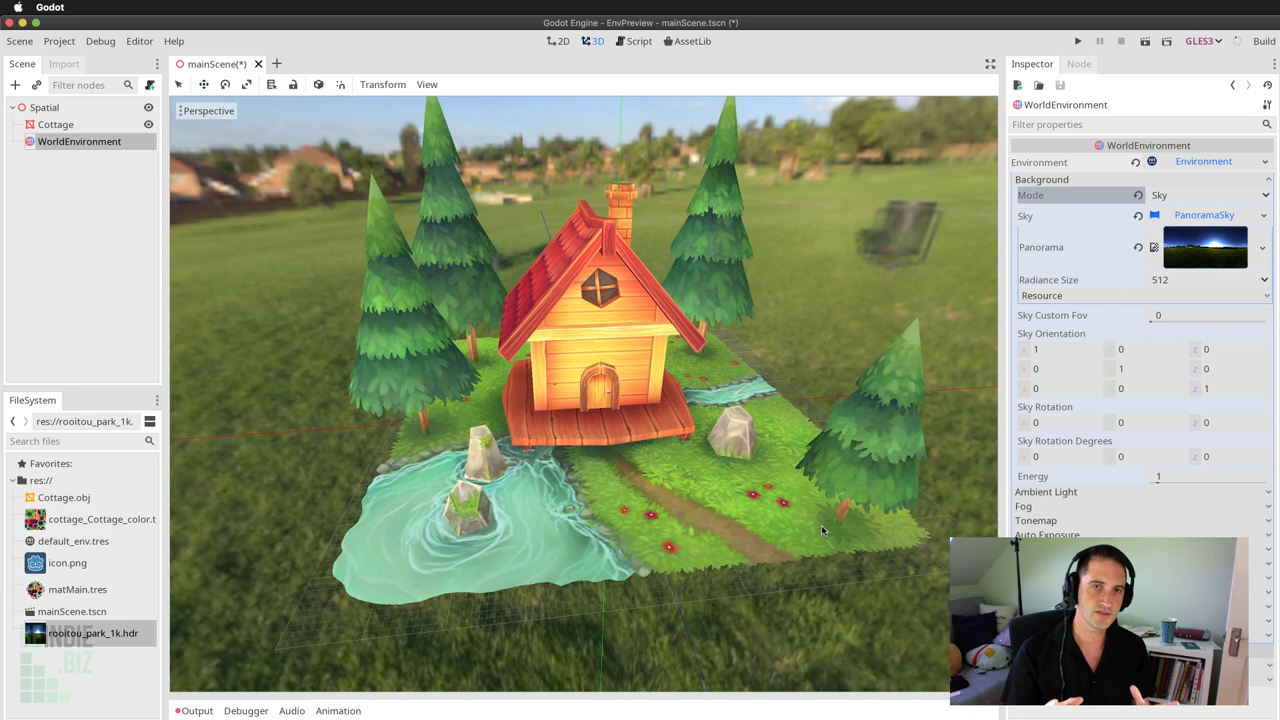 Godot
Godot Engine - EnvPreview - mainScene.tscn (*)
Scene Project Debug Editor Help
2D 3D Script AssetLib
GLES3 Build
Scene Import
Filter nodes
Spatial
Cottage
WorldEnvironment
FileSystem
res://rooitou_park_1k.
Search files
Favorites:
res://
Cottage.obj
cottage_Cottage_color.t
default_env.tres
icon.png
matMain.tres
mainScene.tscn
rooitou_park_1k.hdr
.BIZ
mainScene(*)
Transform View
Perspective
Output Debugger Audio Animation
Inspector Node
WorldEnvironment
Filter properties
WorldEnvironment
Environment Environment
Background
Mode Sky
Sky PanoramaSky
Panorama
Radiance Size 512
Resource
Sky Custom Fov 0
Sky Orientation
x 1 y 0 z 0
x 0 y 1 z 0
x 0 y 0 z 1
Sky Rotation
x 0 y 0 z 0
Sky Rotation Degrees
x 0 y 0 z 0
Energy 1
Ambient Light
Fog
Tonemap
Auto Exposure